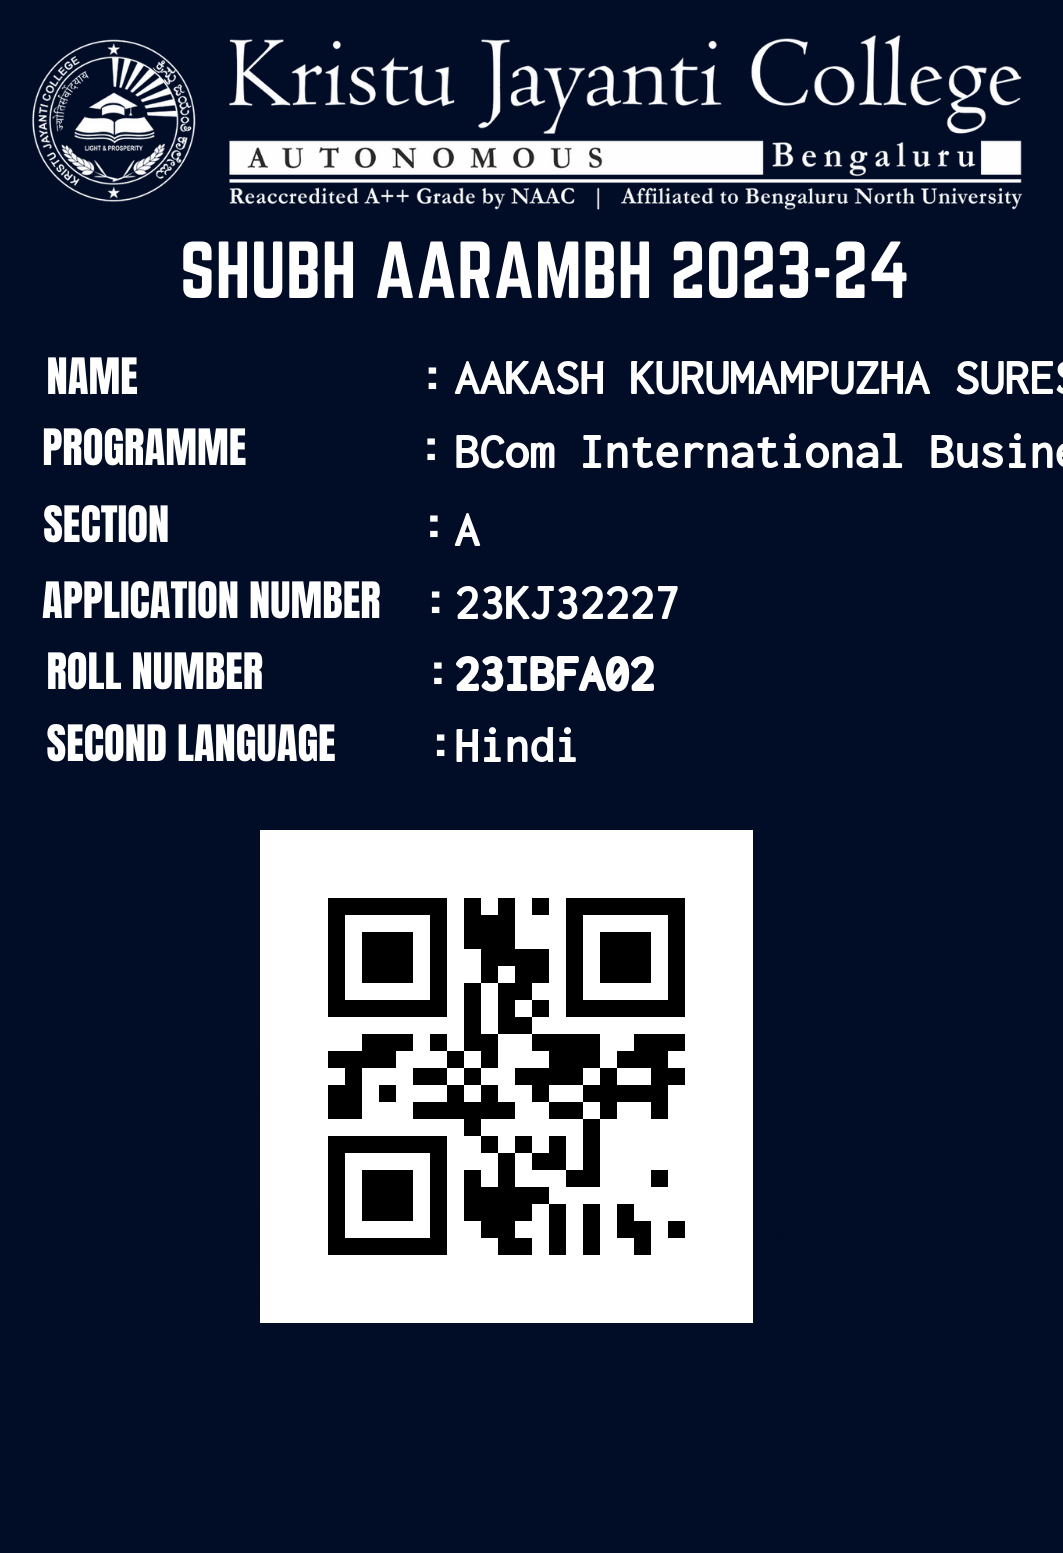 Kristu Jayanti College
AUTONOMOUS Bengaluru
Reaccredited A++ Grade by NAAC | Affiliated to Bengaluru North University
KRISTU JAYANTI COLLEGE
LIGHT & PROSPERITY
SHUBH AARAMBH 2023-24
NAME : AAKASH KURUMAMPUZHA SURES
PROGRAMME : BCom International Busine
SECTION : A
APPLICATION NUMBER : 23KJ32227
ROLL NUMBER : 23IBFA02
SECOND LANGUAGE : Hindi